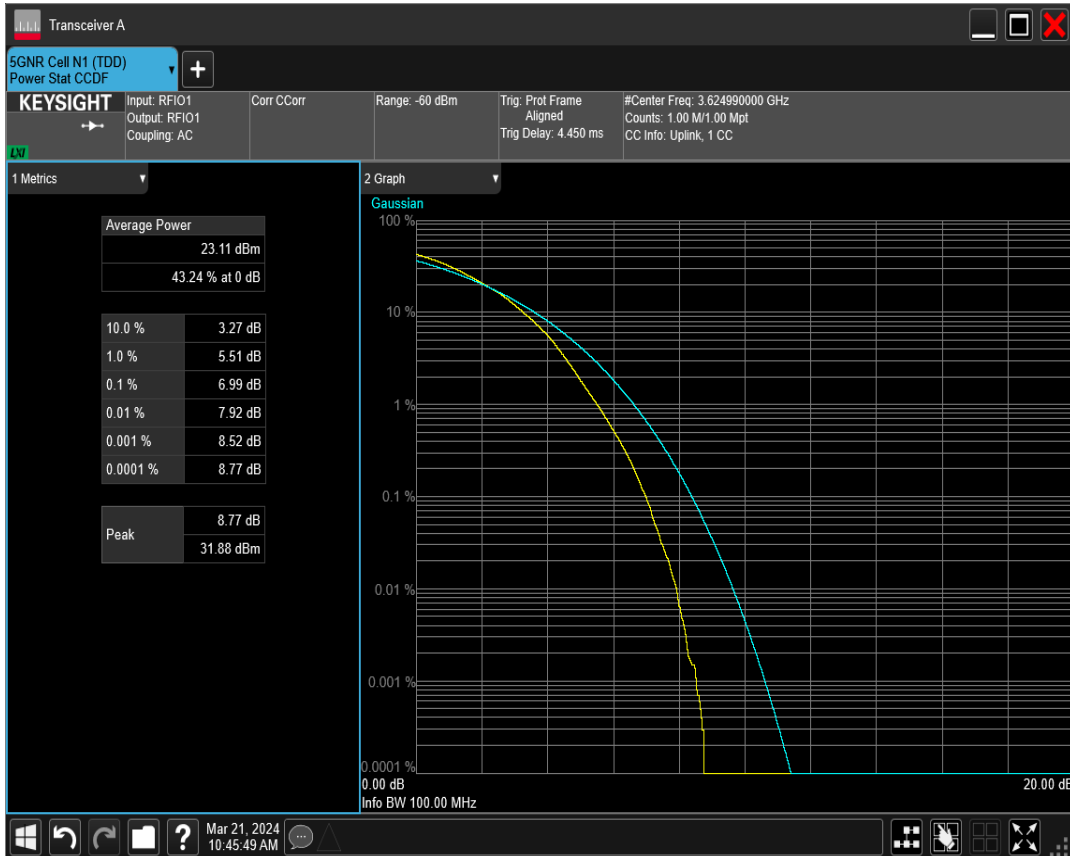 Transceiver A
5GNR Cell N1 (TDD)
Power Stat CCDF
+
KEYSIGHT
LXI
Input: RFIO1
Output: RFIO1
Coupling: AC
Corr CCorr
Range: -60 dBm
Trig: Prot Frame
Aligned
Trig Delay: 4.450 ms
#Center Freq: 3.624990000 GHz
Counts: 1.00 M/1.00 Mpt
CC Info: Uplink, 1 CC
1 Metrics
Average Power
23.11 dBm
43.24 % at 0 dB
10.0 % 3.27 dB
1.0 % 5.51 dB
0.1 % 6.99 dB
0.01 % 7.92 dB
0.001 % 8.52 dB
0.0001 % 8.77 dB
Peak
8.77 dB
31.88 dBm
2 Graph
Gaussian
100 %
10 %
1 %
0.1 %
0.01 %
0.001 %
0.0001 %
0.00 dB 20.00 dB
Info BW 100.00 MHz
?
Mar 21, 2024
10:45:49 AM